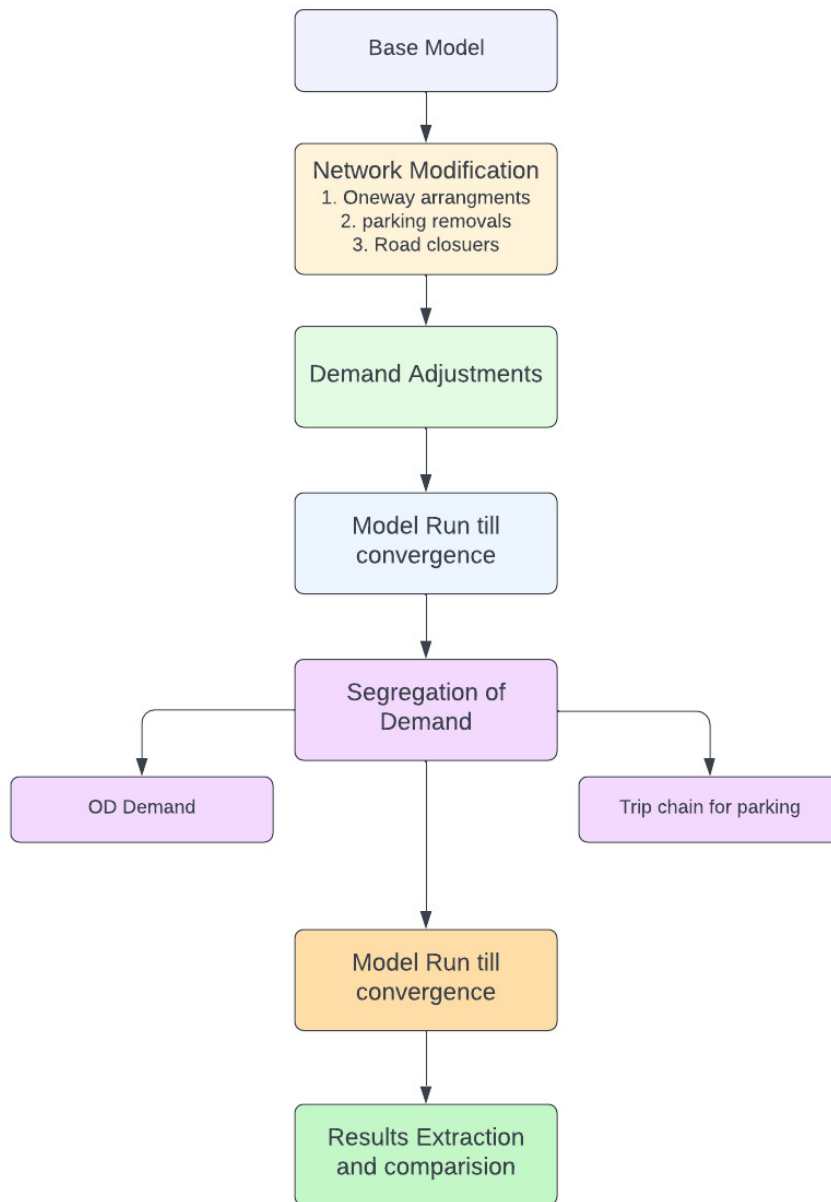 Base Model
Network Modification
1. Oneway arrangments
2. parking removals
3. Road closuers
Demand Adjustments
Model Run till
convergence
Segregation of
Demand
OD Demand
Trip chain for parking
Model Run till
convergence
Results Extraction
and comparision